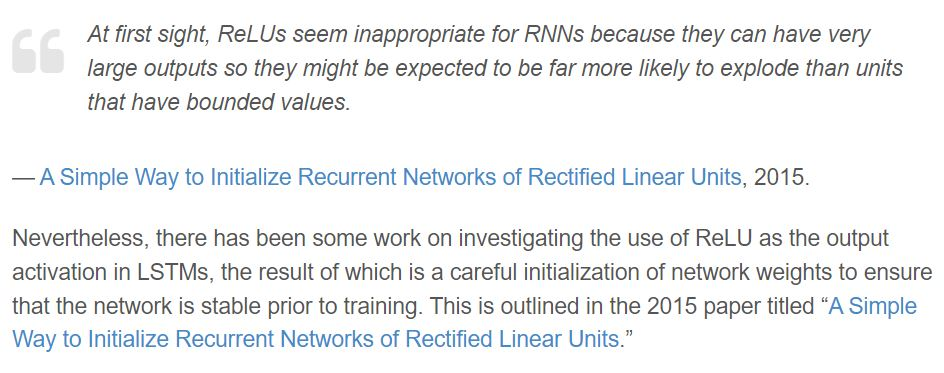 At first sight, ReLUs seem inappropriate for RNNs because they can have very
large outputs so they might be expected to be far more likely to explode than units
that have bounded values.
— A Simple Way to Initialize Recurrent Networks of Rectified Linear Units, 2015.
Nevertheless, there has been some work on investigating the use of ReLU as the output
activation in LSTMs, the result of which is a careful initialization of network weights to ensure
that the network is stable prior to training. This is outlined in the 2015 paper titled “A Simple
Way to Initialize Recurrent Networks of Rectified Linear Units.”